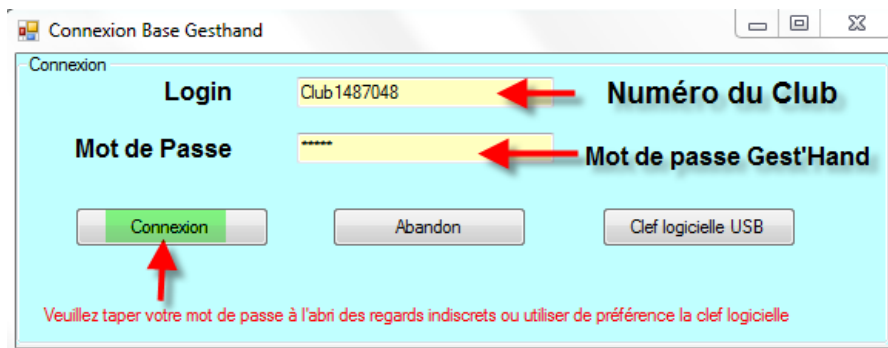 Connexion Base Gesthand
Connexion
Login Club1487048 Numéro du Club
Mot de Passe ***** Mot de passe Gest'Hand
Connexion Abandon Clef logicielle USB
Veuillez taper votre mot de passe à l'abri des regards indiscrets ou utiliser de préférence la clef logicielle